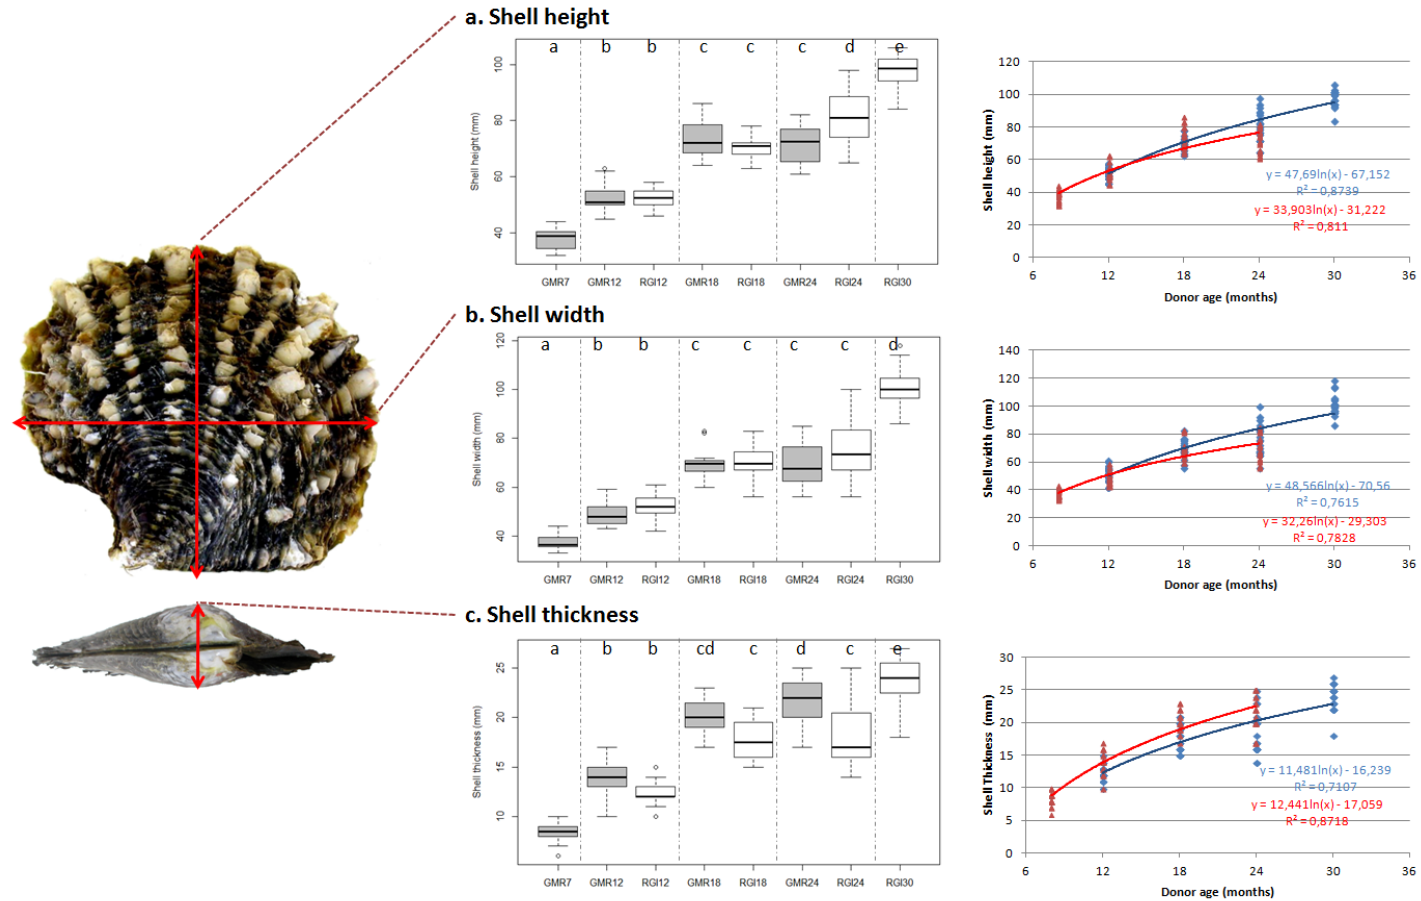 a. Shell height
a b b c c c d e
Shell height (mm)
100
80
60
40
GMR7 GMR12 RGI12 GMR18 RGI18 GMR24 RGI24 RGI30
120
100
80
60
40
20
0
Shell height (mm)
y = 47,69ln(x) - 67,152
R² = 0,8739
y = 33,903ln(x) - 31,222
R² = 0,811
6 12 18 24 30 36
Donor age (months)
b. Shell width
a b b c c c c d
Shell width (mm)
120
100
80
60
40
GMR7 GMR12 RGI12 GMR18 RGI18 GMR24 RGI24 RGI30
140
120
100
80
60
40
20
0
Shell width (mm)
y = 48,566ln(x) - 70,56
R² = 0,7615
y = 32,26ln(x) - 29,303
R² = 0,7828
6 12 18 24 30 36
Donor age (months)
c. Shell thickness
a b b cd c d c e
Shell thickness (mm)
25
20
15
10
GMR7 GMR12 RGI12 GMR18 RGI18 GMR24 RGI24 RGI30
30
25
20
15
10
5
0
Shell Thickness (mm)
y = 11,481ln(x) - 16,239
R² = 0,7107
y = 12,441ln(x) - 17,059
R² = 0,8718
6 12 18 24 30 36
Donor age (months)